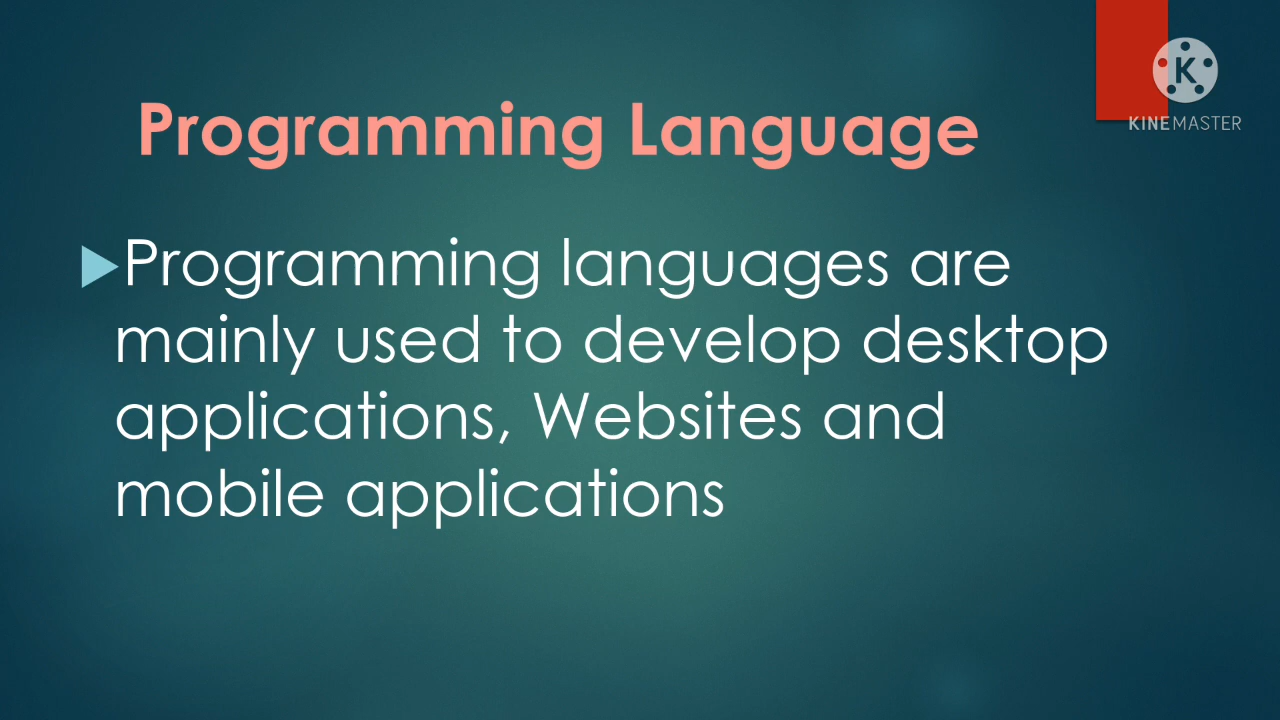 Programming Language
Programming languages are
mainly used to develop desktop
applications, Websites and
mobile applications
K
KINEMASTER